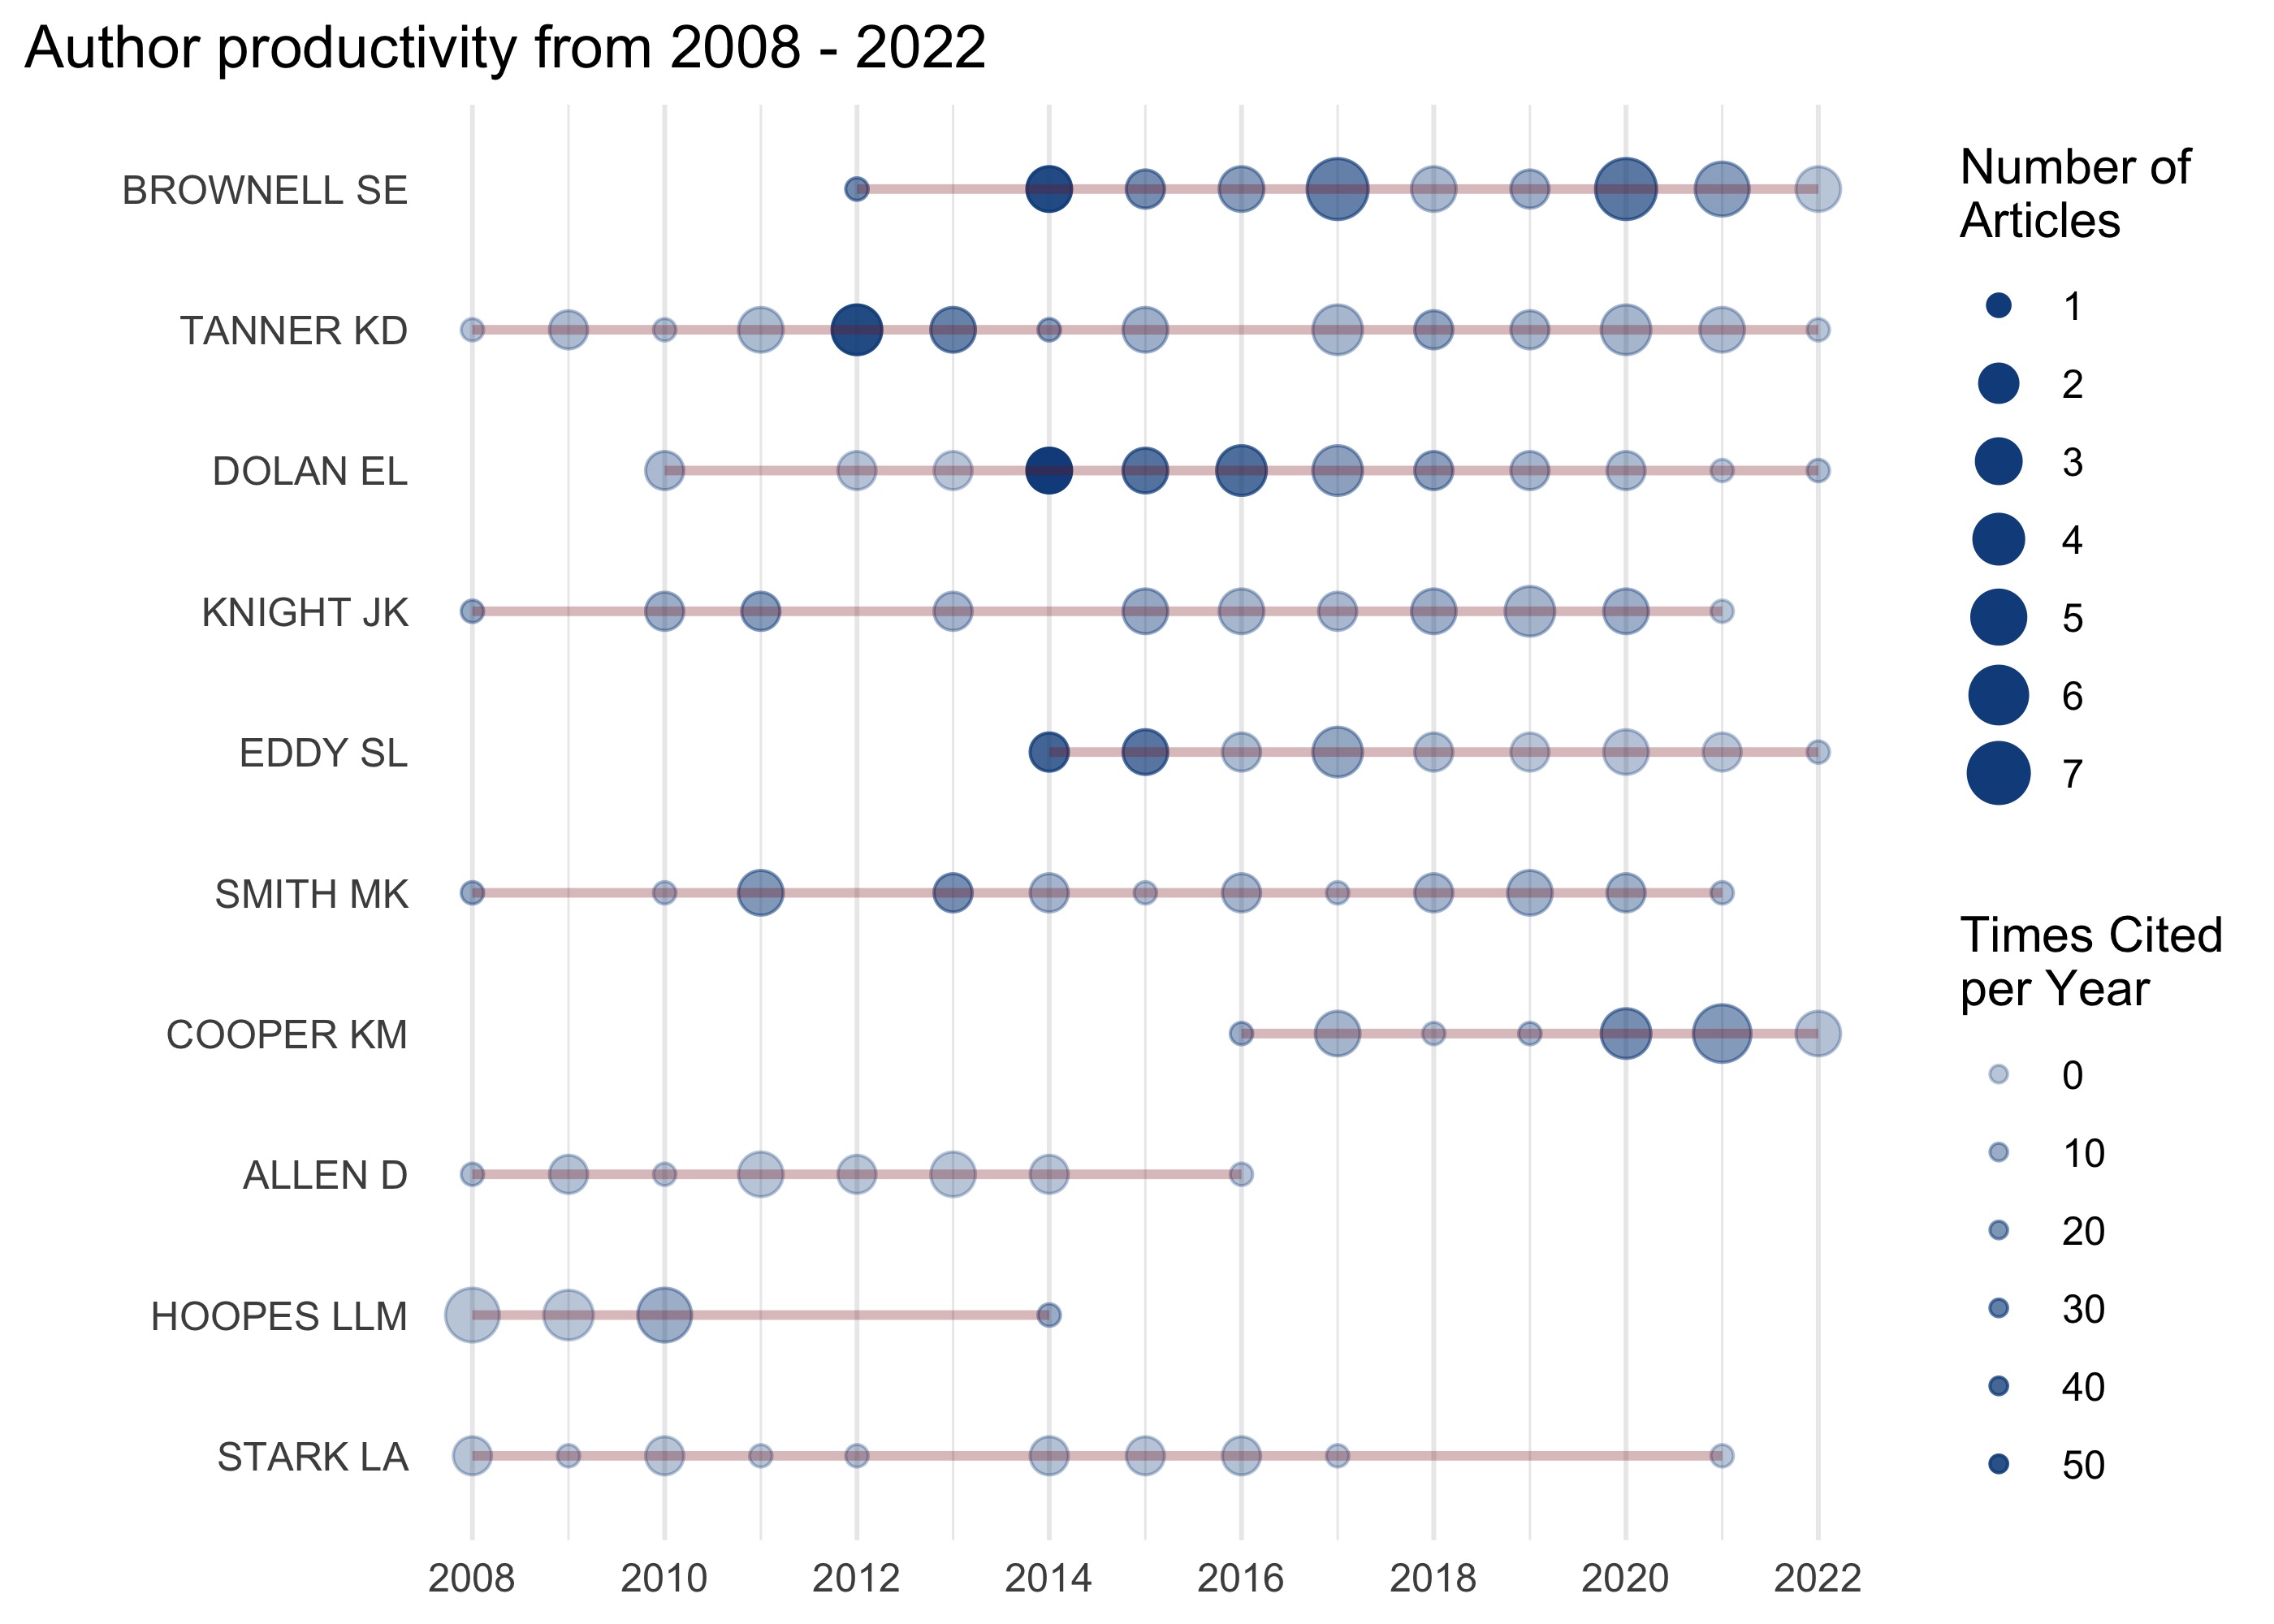 Author productivity from 2008 - 2022
BROWNELL SE
TANNER KD
DOLAN EL
KNIGHT JK
EDDY SL
SMITH MK
COOPER KM
ALLEN D
HOOPES LLM
STARK LA
2008 2010 2012 2014 2016 2018 2020 2022
Number of
Articles
1
2
3
4
5
6
7
Times Cited
per Year
0
10
20
30
40
50